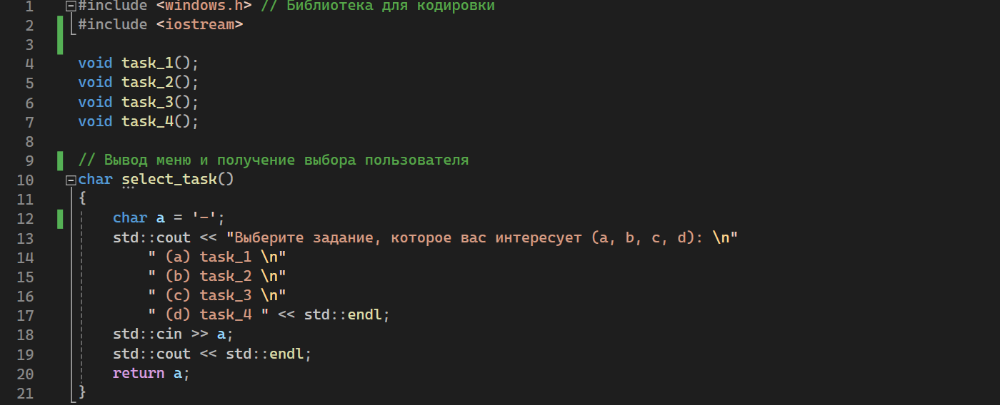 1 #include <windows.h> // Библиотека для кодировки
2 #include <iostream>
3
4 void task_1();
5 void task_2();
6 void task_3();
7 void task_4();
8
9 // Вывод меню и получение выбора пользователя
10 char select_task()
11 {
12     char a = '-';
13     std::cout << "Выберите задание, которое вас интересует (a, b, c, d): \n"
14         " (a) task_1 \n"
15         " (b) task_2 \n"
16         " (c) task_3 \n"
17         " (d) task_4 " << std::endl;
18     std::cin >> a;
19     std::cout << std::endl;
20     return a;
21 }